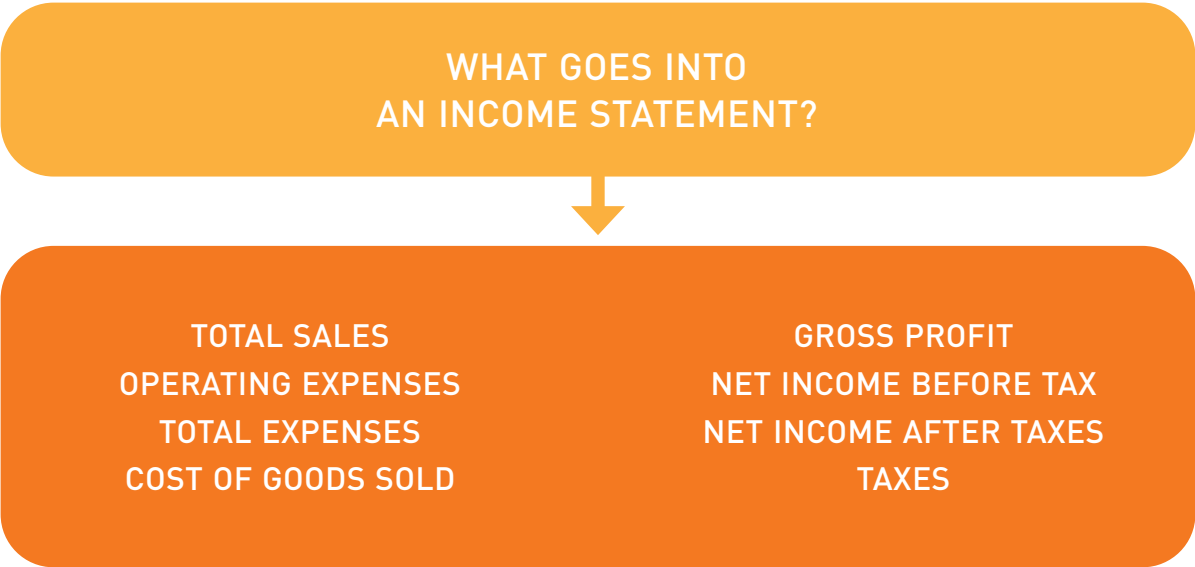 WHAT GOES INTO
AN INCOME STATEMENT?
TOTAL SALES
OPERATING EXPENSES
TOTAL EXPENSES
COST OF GOODS SOLD
GROSS PROFIT
NET INCOME BEFORE TAX
NET INCOME AFTER TAXES
TAXES